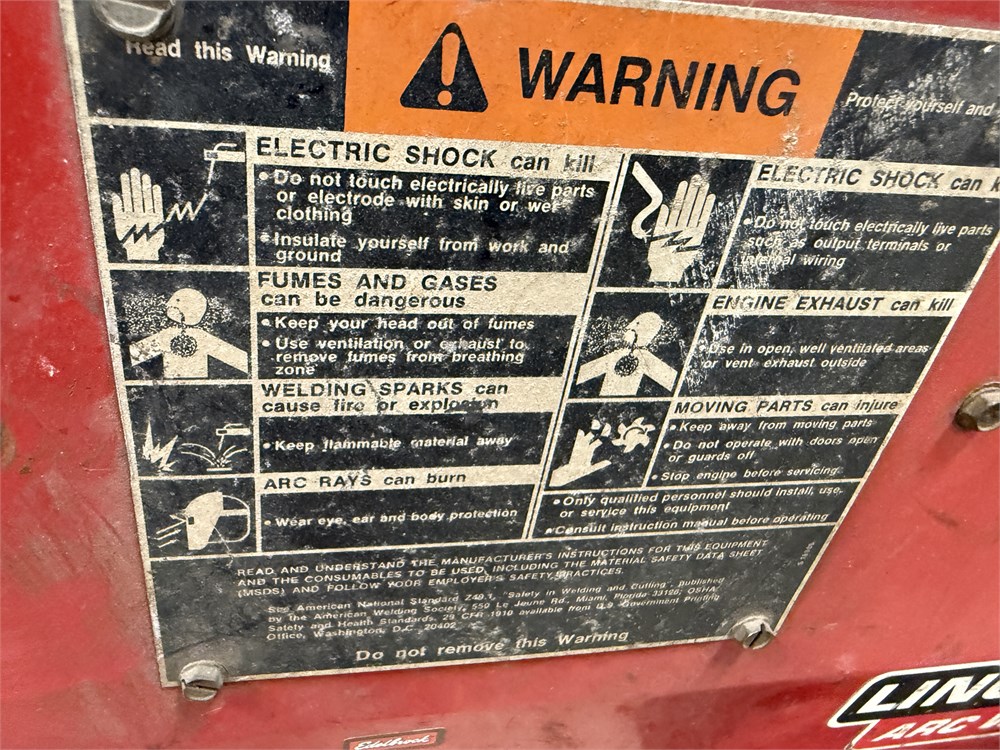 Read this Warning
WARNING
Protect yourself and
ELECTRIC SHOCK can kill
• Do not touch electrically live parts
or electrode with skin or wet
clothing
• Insulate yourself from work and
ground
FUMES AND GASES
can be dangerous
• Keep your head out of fumes
• Use ventilation or exhaust to
remove fumes from breathing
zone
WELDING SPARKS can
cause fire or explosion
• Keep flammable material away
ARC RAYS can burn
• Wear eye, ear and body protection
ELECTRIC SHOCK can k
• Do not touch electrically live parts
such as output terminals or
internal wiring
ENGINE EXHAUST can kill
• Use in open, well ventilated areas
or vent exhaust outside
MOVING PARTS can injure
• Keep away from moving parts
• Do not operate with doors open
or guards off
• Stop engine before servicing
• Only qualified personnel should install, use,
or service this equipment
• Consult instruction manual before operating
READ AND UNDERSTAND THE MANUFACTURER'S INSTRUCTIONS FOR THIS EQUIPMENT
AND THE CONSUMABLES TO BE USED, INCLUDING THE MATERIAL SAFETY DATA SHEET
(MSDS) AND FOLLOW YOUR EMPLOYER'S SAFETY PRACTICES.
See American National Standard Z49.1, "Safety in Welding and Cutting", published
by the American Welding Society, 550 Le Jeune Rd., Miami, Florida 33126; OSHA
Safety and Health Standards, 29 CFR 1910 available from U.S. Government Printing
Office, Washington, D.C. 20402
Do not remove this Warning
LIN
ARC
Edelbrock